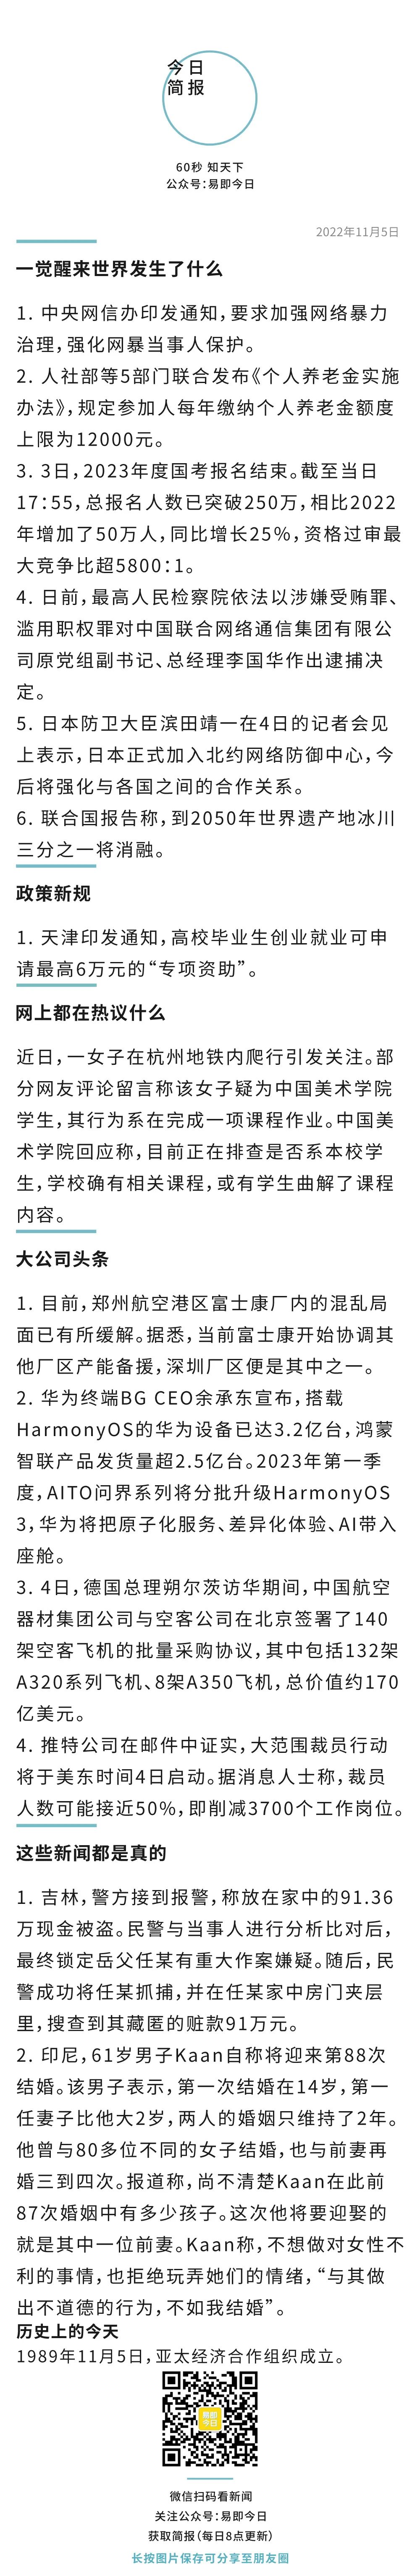 今日
简报
60秒 知天下
公众号：易即今日
2022年11月5日
一觉醒来世界发生了什么
1. 中央网信办印发通知，要求加强网络暴力
治理，强化网暴当事人保护。
2. 人社部等5部门联合发布《个人养老金实施
办法》，规定参加人每年缴纳个人养老金额度
上限为12000元。
3. 3日，2023年度国考报名结束。截至当日
17：55，总报名人数已突破250万，相比2022
年增加了50万人，同比增长25%，资格过审最
大竞争比超5800：1。
4. 日前，最高人民检察院依法以涉嫌受贿罪、
滥用职权罪对中国联合网络通信集团有限公
司原党组副书记、总经理李国华作出逮捕决
定。
5. 日本防卫大臣滨田靖一在4日的记者会见
上表示，日本正式加入北约网络防御中心，今
后将强化与各国之间的合作关系。
6. 联合国报告称，到2050年世界遗产地冰川
三分之一将消融。
政策新规
1. 天津印发通知，高校毕业生创业就业可申
请最高6万元的“专项资助”。
网上都在热议什么
近日，一女子在杭州地铁内爬行引发关注。部
分网友评论留言称该女子疑为中国美术学院
学生，其行为系在完成一项课程作业。中国美
术学院回应称，目前正在排查是否系本校学
生，学校确有相关课程，或有学生曲解了课程
内容。
大公司头条
1. 目前，郑州航空港区富士康厂内的混乱局
面已有所缓解。据悉，当前富士康开始协调其
他厂区产能备援，深圳厂区便是其中之一。
2. 华为终端BG CEO余承东宣布，搭载
HarmonyOS的华为设备已达3.2亿台，鸿蒙
智联产品发货量超2.5亿台。2023年第一季
度，AITO问界系列将分批升级HarmonyOS
3，华为将把原子化服务、差异化体验、AI带入
座舱。
3. 4日，德国总理朔尔茨访华期间，中国航空
器材集团公司与空客公司在北京签署了140
架空客飞机的批量采购协议，其中包括132架
A320系列飞机、8架A350飞机，总价值约170
亿美元。
4. 推特公司在邮件中证实，大范围裁员行动
将于美东时间4日启动。据消息人士称，裁员
人数可能接近50%，即削减3700个工作岗位。
这些新闻都是真的
1. 吉林，警方接到报警，称放在家中的91.36
万现金被盗。民警与当事人进行分析比对后，
最终锁定岳父任某有重大作案嫌疑。随后，民
警成功将任某抓捕，并在任某家中房门夹层
里，搜查到其藏匿的赃款91万元。
2. 印尼，61岁男子Kaan自称将迎来第88次
结婚。该男子表示，第一次结婚在14岁，第一
任妻子比他大2岁，两人的婚姻只维持了2年。
他曾与80多位不同的女子结婚，也与前妻再
婚三到四次。报道称，尚不清楚Kaan在此前
87次婚姻中有多少孩子。这次他将要迎娶的
就是其中一位前妻。Kaan称，不想做对女性不
利的事情，也拒绝玩弄她们的情绪，“与其做
出不道德的行为，不如我结婚”。
历史上的今天
1989年11月5日，亚太经济合作组织成立。
易即
今日
微信扫码看新闻
关注公众号：易即今日
获取简报（每日8点更新）
长按图片保存可分享至朋友圈